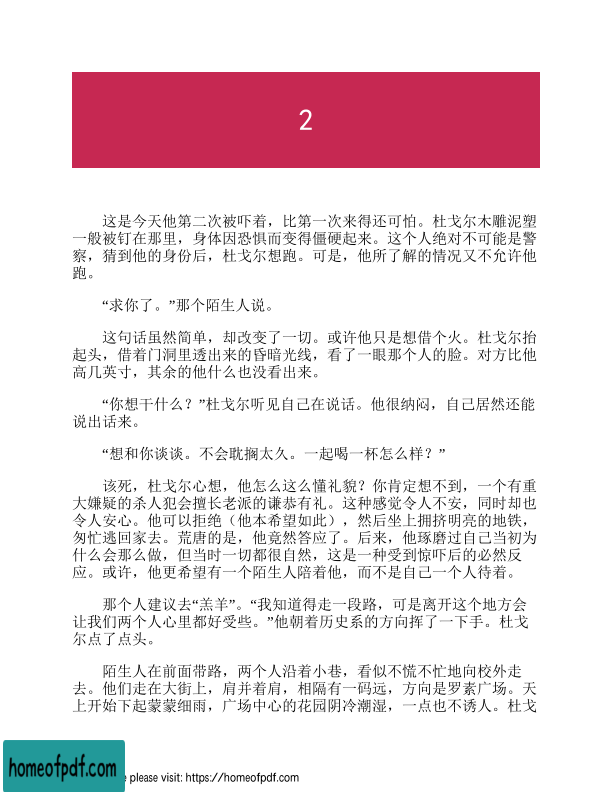 2
这是今天他第二次被吓着，比第一次来得还可怕。杜戈尔木雕泥塑
一般被钉在那里，身体因恐惧而变得僵硬起来。这个人绝对不可能是警
察，猜到他的身份后，杜戈尔想跑。可是，他所了解的情况又不允许他
跑。
“求你了。”那个陌生人说。
这句话虽然简单，却改变了一切。或许他只是想借个火。杜戈尔抬
起头，借着门洞里透出来的昏暗光线，看了一眼那个人的脸。对方比他
高几英寸，其余的他什么也没看出来。
“你想干什么？”杜戈尔听见自己在说话。他很纳闷，自己居然还能
说出话来。
“想和你谈谈。不会耽搁太久。一起喝一杯怎么样？”
该死，杜戈尔心想，他怎么这么懂礼貌？你肯定想不到，一个有重
大嫌疑的杀人犯会擅长老派的谦恭有礼。这种感觉令人不安，同时却也
令人安心。他可以拒绝（他本希望如此），然后坐上拥挤明亮的地铁，
匆忙逃回家去。荒唐的是，他竟然答应了。后来，他琢磨过自己当初为
什么会那么做，但当时一切都很自然，这是一种受到惊吓后的必然反
应。或许，他更希望有一个陌生人陪着他，而不是自己一个人待着。
那个人建议去“羔羊”。“我知道得走一段路，可是离开这个地方会
让我们两个人心里都好受些。”他朝着历史系的方向挥了一下手。杜戈
尔点了点头。
陌生人在前面带路，两个人沿着小巷，看似不慌不忙地向校外走
去。他们走在大街上，肩并着肩，相隔有一码远，方向是罗素广场。天
上开始下起蒙蒙细雨，广场中心的花园阴冷潮湿，一点也不诱人。杜戈
homeofpdf.com
please visit: https://homeofpdf.com